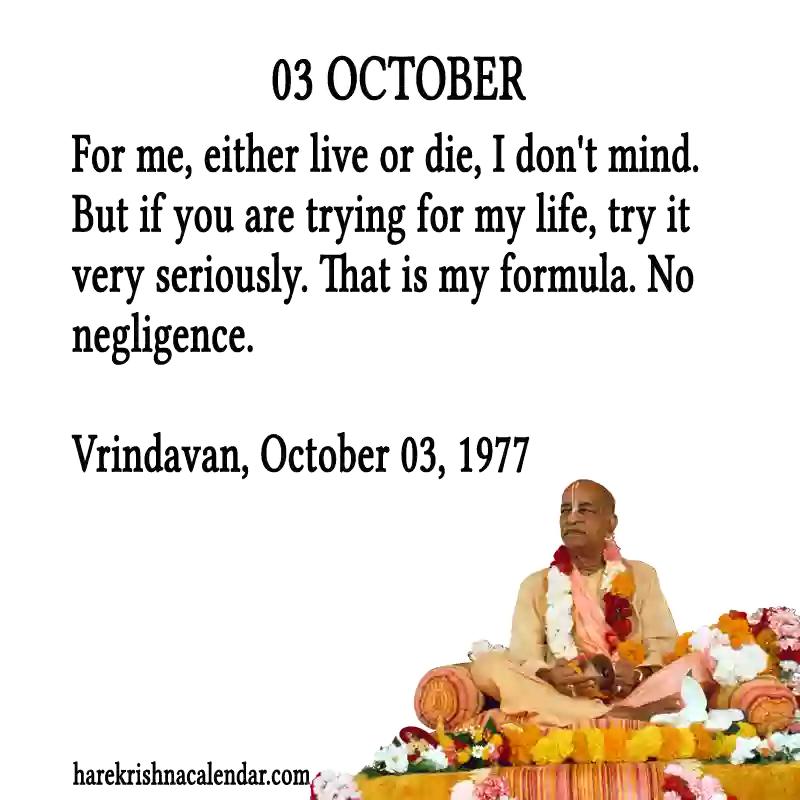 03 OCTOBER
For me, either live or die, I don't mind.
But if you are trying for my life, try it
very seriously. That is my formula. No
negligence.
Vrindavan, October 03, 1977
harekrishnacalendar.com